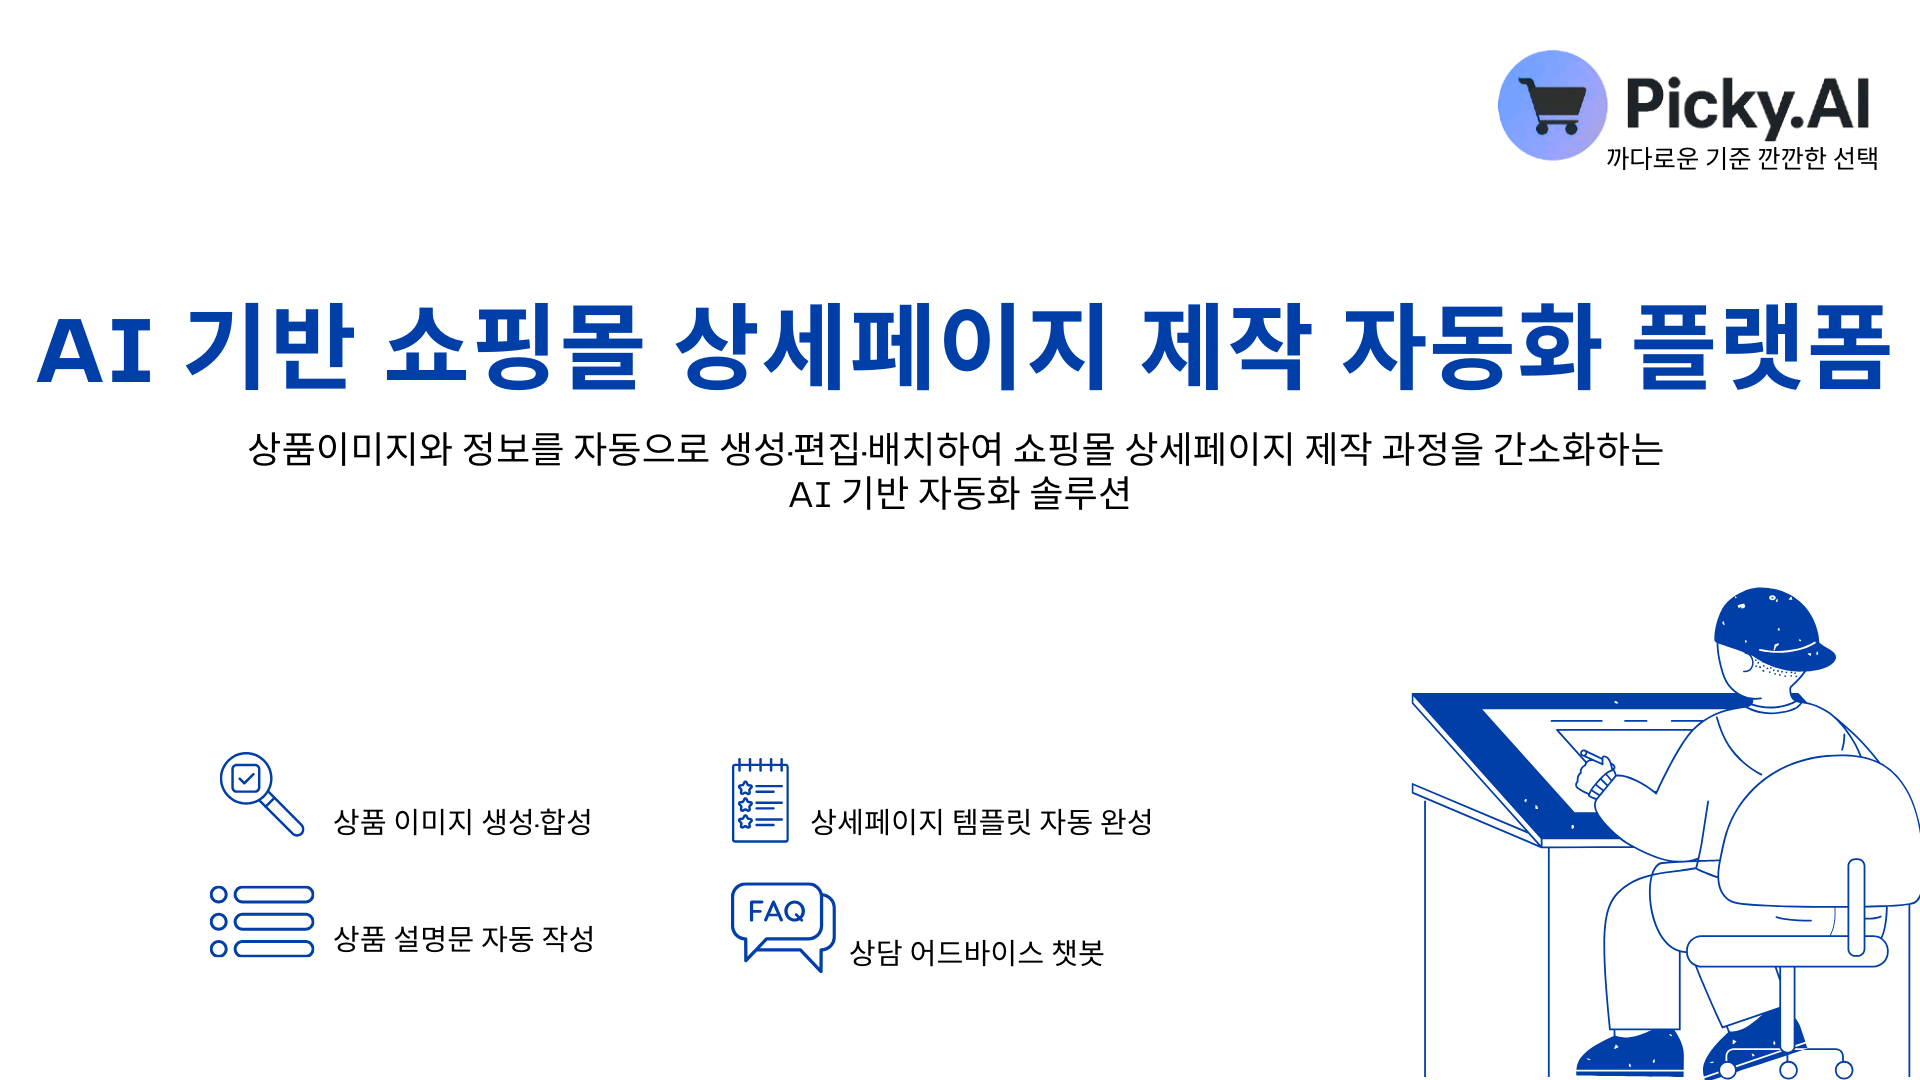 Picky.AI
까다로운 기준 깐깐한 선택
AI 기반 쇼핑몰 상세페이지 제작 자동화 플랫폼
상품이미지와 정보를 자동으로 생성·편집·배치하여 쇼핑몰 상세페이지 제작 과정을 간소화하는
AI 기반 자동화 솔루션
상품 이미지 생성·합성
상세페이지 템플릿 자동 완성
상품 설명문 자동 작성
FAQ
상담 어드바이스 챗봇